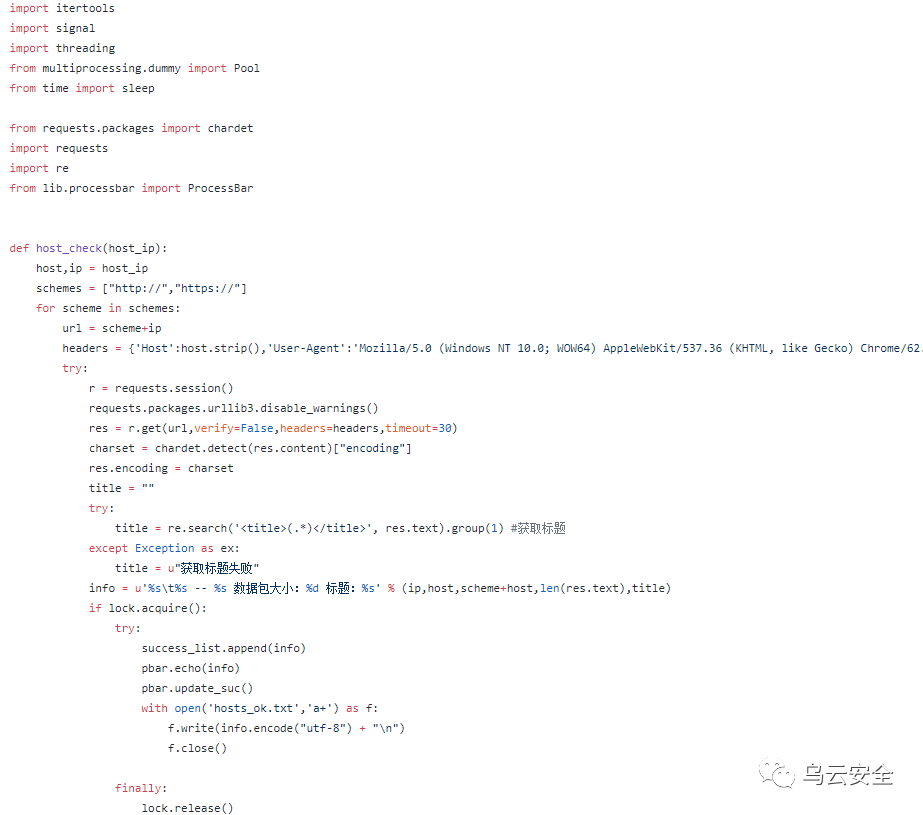 import itertools
import signal
import threading
from multiprocessing.dummy import Pool
from time import sleep
from requests.packages import chardet
import requests
import re
from lib.processbar import ProcessBar
def host_check(host_ip):
    host,ip = host_ip
    schemes = ["http://","https://"]
    for scheme in schemes:
        url = scheme+ip
        headers = {'Host':host.strip(),'User-Agent':'Mozilla/5.0 (Windows NT 10.0; WOW64) AppleWebKit/537.36 (KHTML, like Gecko) Chrome/62.
        try:
            r = requests.session()
            requests.packages.urllib3.disable_warnings()
            res = r.get(url,verify=False,headers=headers,timeout=30)
            charset = chardet.detect(res.content)["encoding"]
            res.encoding = charset
            title = ""
            try:
                title = re.search('<title>(.*)</title>', res.text).group(1) #获取标题
            except Exception as ex:
                title = u"获取标题失败"
            info = u'%s\t%s -- %s 数据包大小：%d 标题：%s' % (ip,host,scheme+host,len(res.text),title)
            if lock.acquire():
                try:
                    success_list.append(info)
                    pbar.echo(info)
                    pbar.update_suc()
                    with open('hosts_ok.txt','a+') as f:
                        f.write(info.encode("utf-8") + "\n")
                        f.close()
                finally:
                    lock.release()
乌云安全